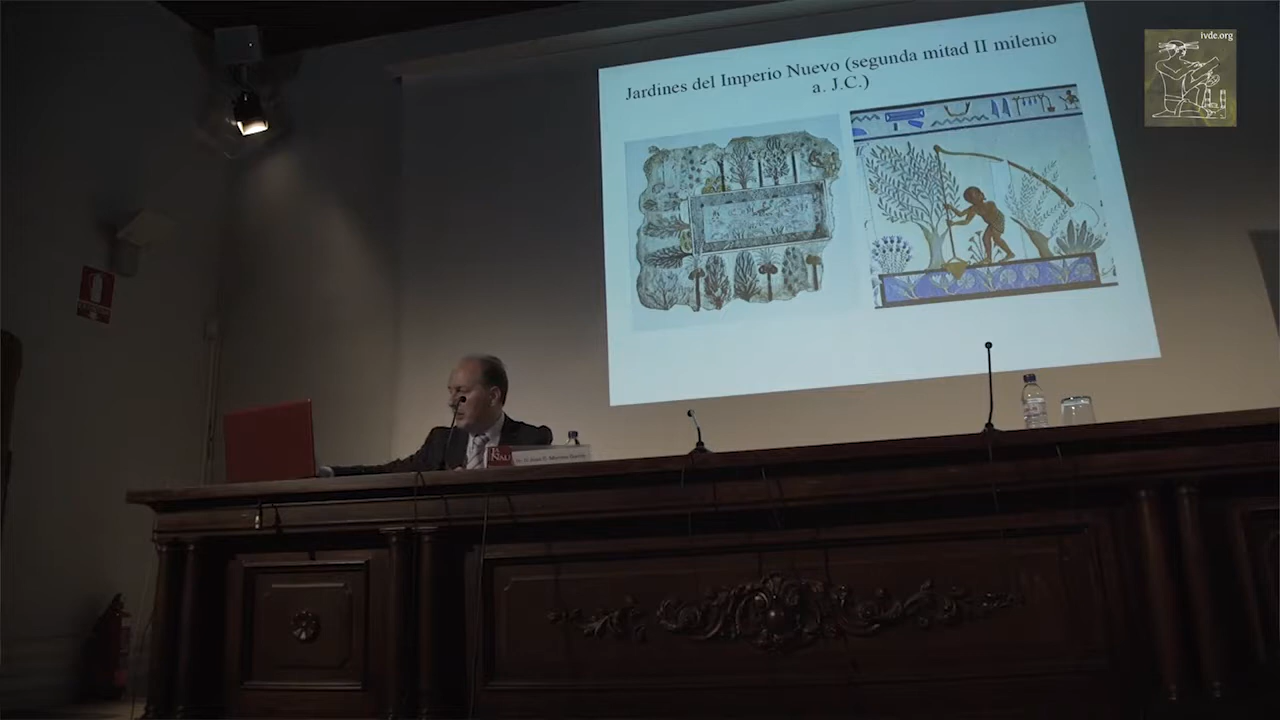 ivde.org
Jardines del Imperio Nuevo (segunda mitad II milenio
a. J.C.)